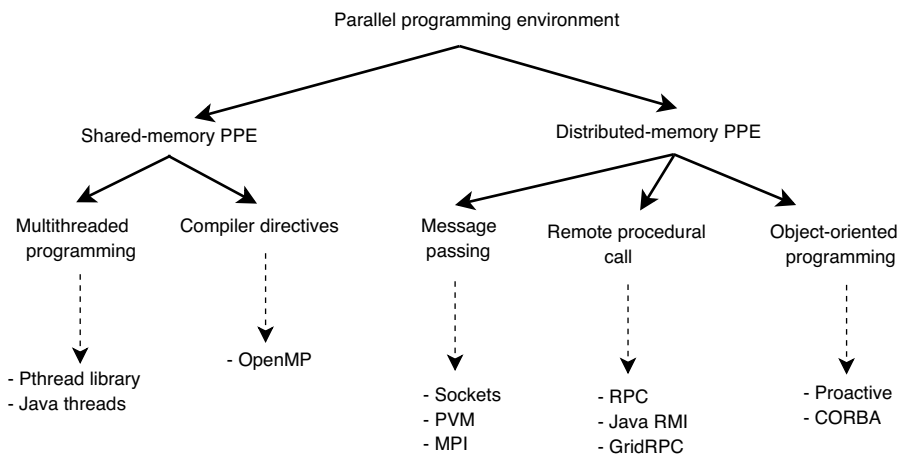 Parallel programming environment
Shared-memory PPE
Distributed-memory PPE
Multithreaded
programming
Compiler directives
Message
passing
Remote procedural
call
Object-oriented
programming
- Pthread library
- Java threads
- OpenMP
- Sockets
- PVM
- MPI
- RPC
- Java RMI
- GridRPC
- Proactive
- CORBA